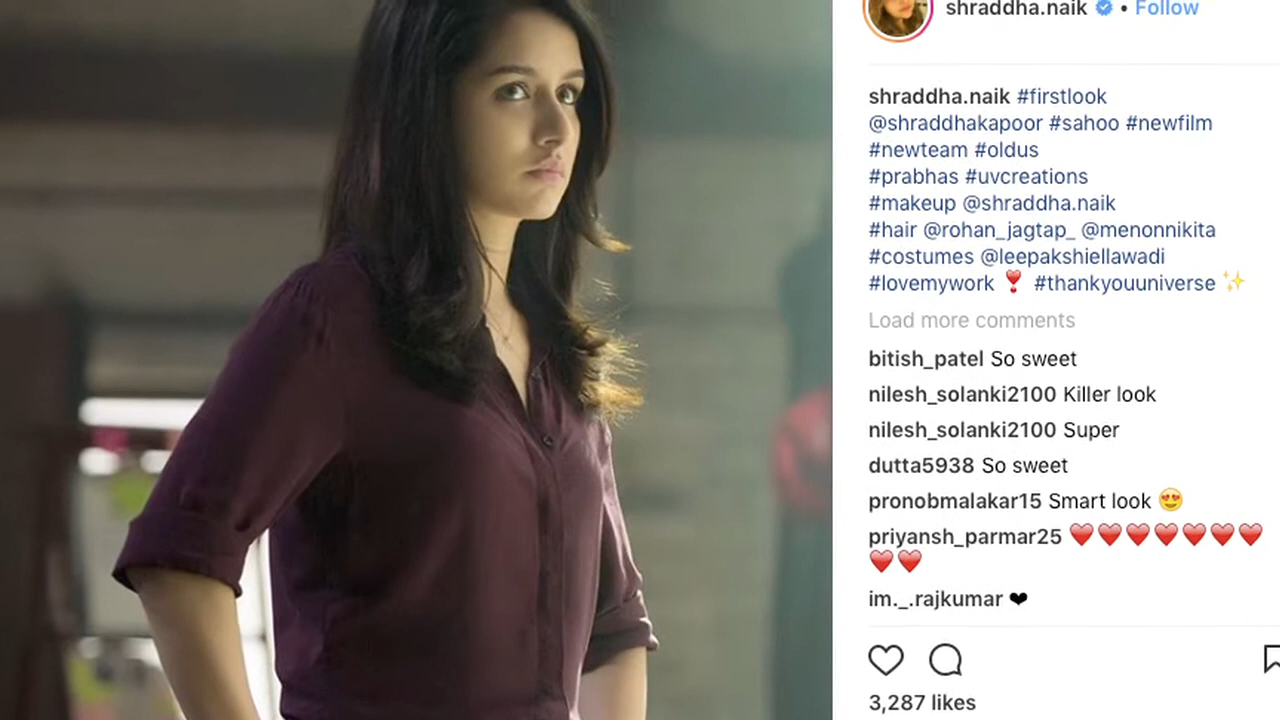 shraddha.naik • Follow
shraddha.naik #firstlook
@shraddhakapoor #sahoo #newfilm
#newteam #oldus
#prabhas #uvcreations
#makeup @shraddha.naik
#hair @rohan_jagtap_ @menonnikita
#costumes @leepakshiellawadi
#lovemywork ❣️ #thankyouuniverse ✨
Load more comments
bitish_patel So sweet
nilesh_solanki2100 Killer look
nilesh_solanki2100 Super
dutta5938 So sweet
pronobmalakar15 Smart look 😍
priyansh_parmar25 ❤️❤️❤️❤️❤️❤️❤️
❤️❤️
im._.rajkumar ❤
3,287 likes